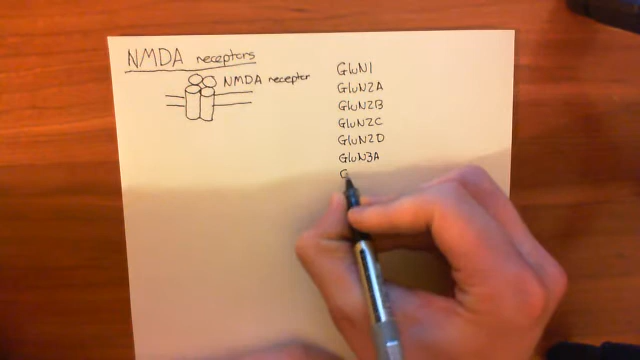 NMDA receptors
NMDA receptor
GluN1
GluN2A
GluN2B
GluN2C
GluN2D
GluN3A
G